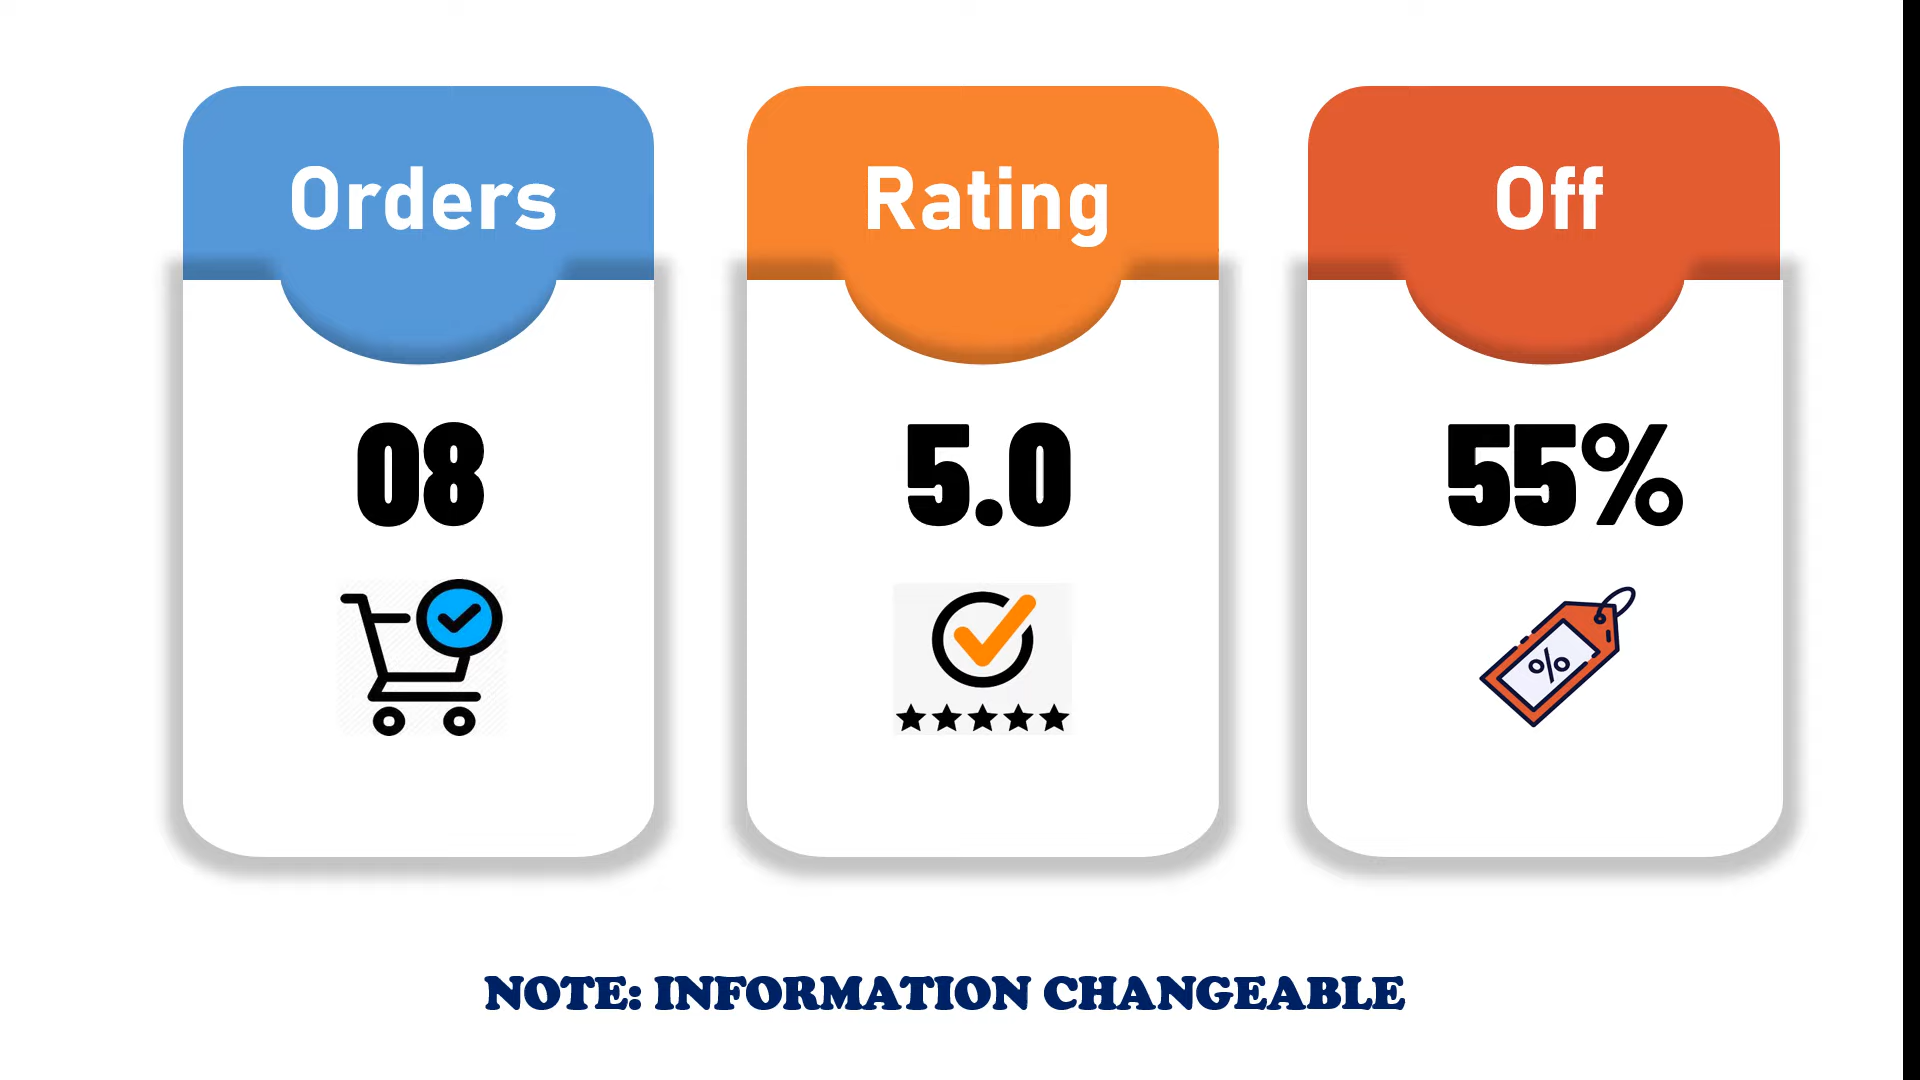 Orders
08
Rating
5.0
Off
55%
%
NOTE: INFORMATION CHANGEABLE